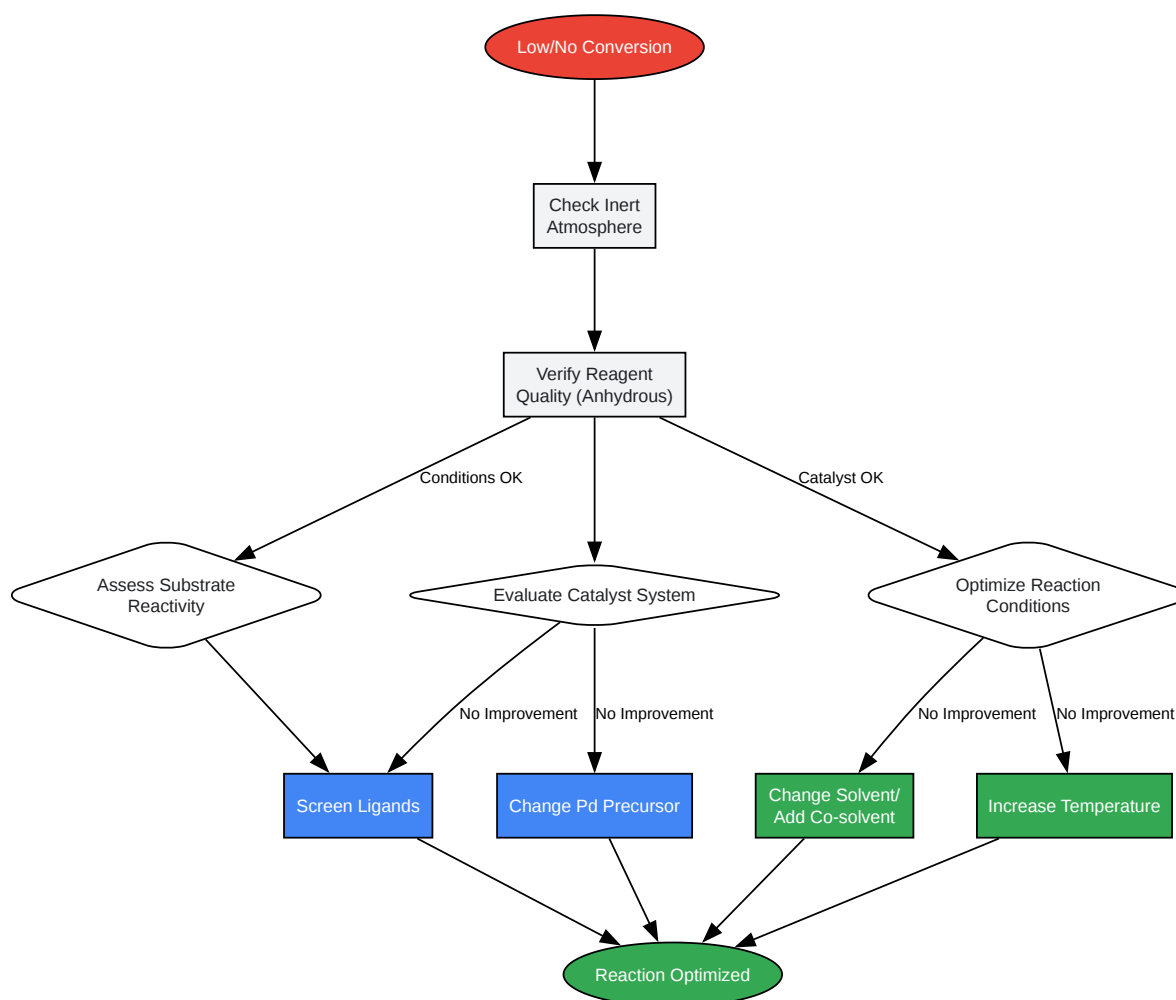 Low/No Conversion
Check Inert
Atmosphere
Verify Reagent
Quality (Anhydrous)
Conditions OK
Catalyst OK
Assess Substrate
Reactivity
Evaluate Catalyst System
Optimize Reaction
Conditions
No Improvement
No Improvement
No Improvement
No Improvement
Screen Ligands
Change Pd Precursor
Change Solvent/
Add Co-solvent
Increase Temperature
Reaction Optimized